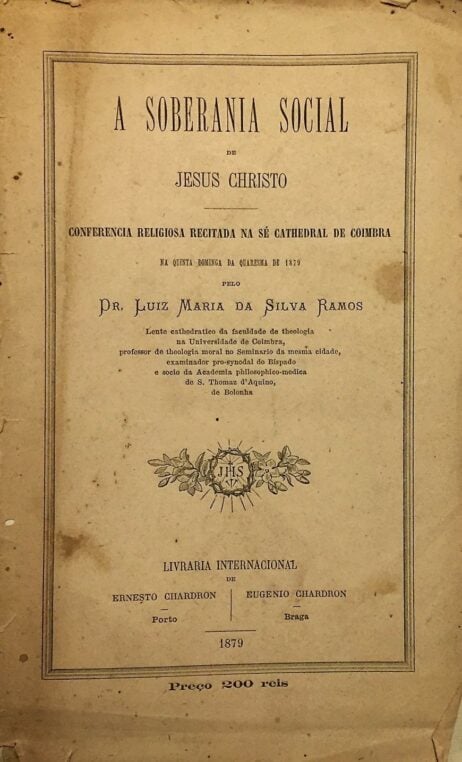 A SOBERANIA SOCIAL
DE
JESUS CHRISTO
CONFERENCIA RELIGIOSA RECITADA NA SÉ CATHEDRAL DE COIMBRA
NA QUINTA DOMINGA DA QUARESMA DE 1879
PELO
DR. LUIZ MARIA DA SILVA RAMOS
Lente cathedratico da faculdade de theologia
na Universidade de Coimbra,
professor de theologia moral no Seminario da mesma cidade,
examinador pro-synodal do Bispado
e socio da Academia philosophico-medica
de S. Thomaz d'Aquino,
de Bolonha
JHS
LIVRARIA INTERNACIONAL
DE
ERNESTO CHARDRON
Porto
EUGENIO CHARDRON
Braga
1879
Preço 200 reis